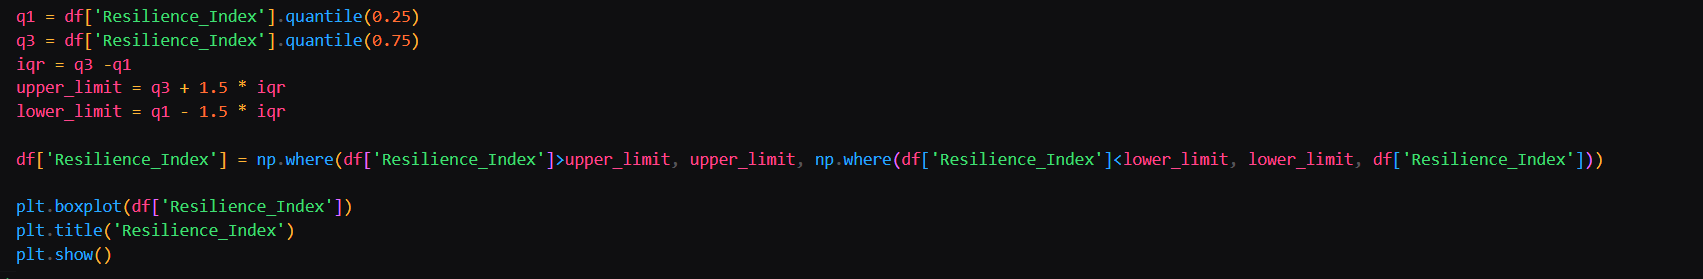 q1 = df['Resilience_Index'].quantile(0.25)
q3 = df['Resilience_Index'].quantile(0.75)
iqr = q3 -q1
upper_limit = q3 + 1.5 * iqr
lower_limit = q1 - 1.5 * iqr
df['Resilience_Index'] = np.where(df['Resilience_Index']>upper_limit, upper_limit, np.where(df['Resilience_Index']<lower_limit, lower_limit, df['Resilience_Index']))
plt.boxplot(df['Resilience_Index'])
plt.title('Resilience_Index')
plt.show()